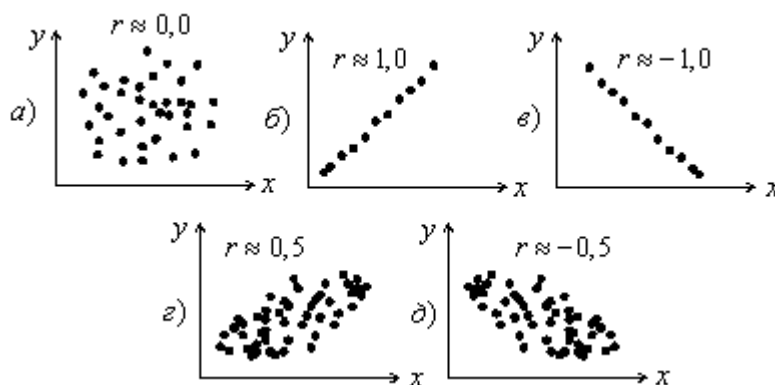 y r ≈ 0,0
а)
x
y r ≈ 1,0
б)
x
y r ≈ −1,0
в)
x
y r ≈ 0,5
г)
x
y r ≈ −0,5
д)
x